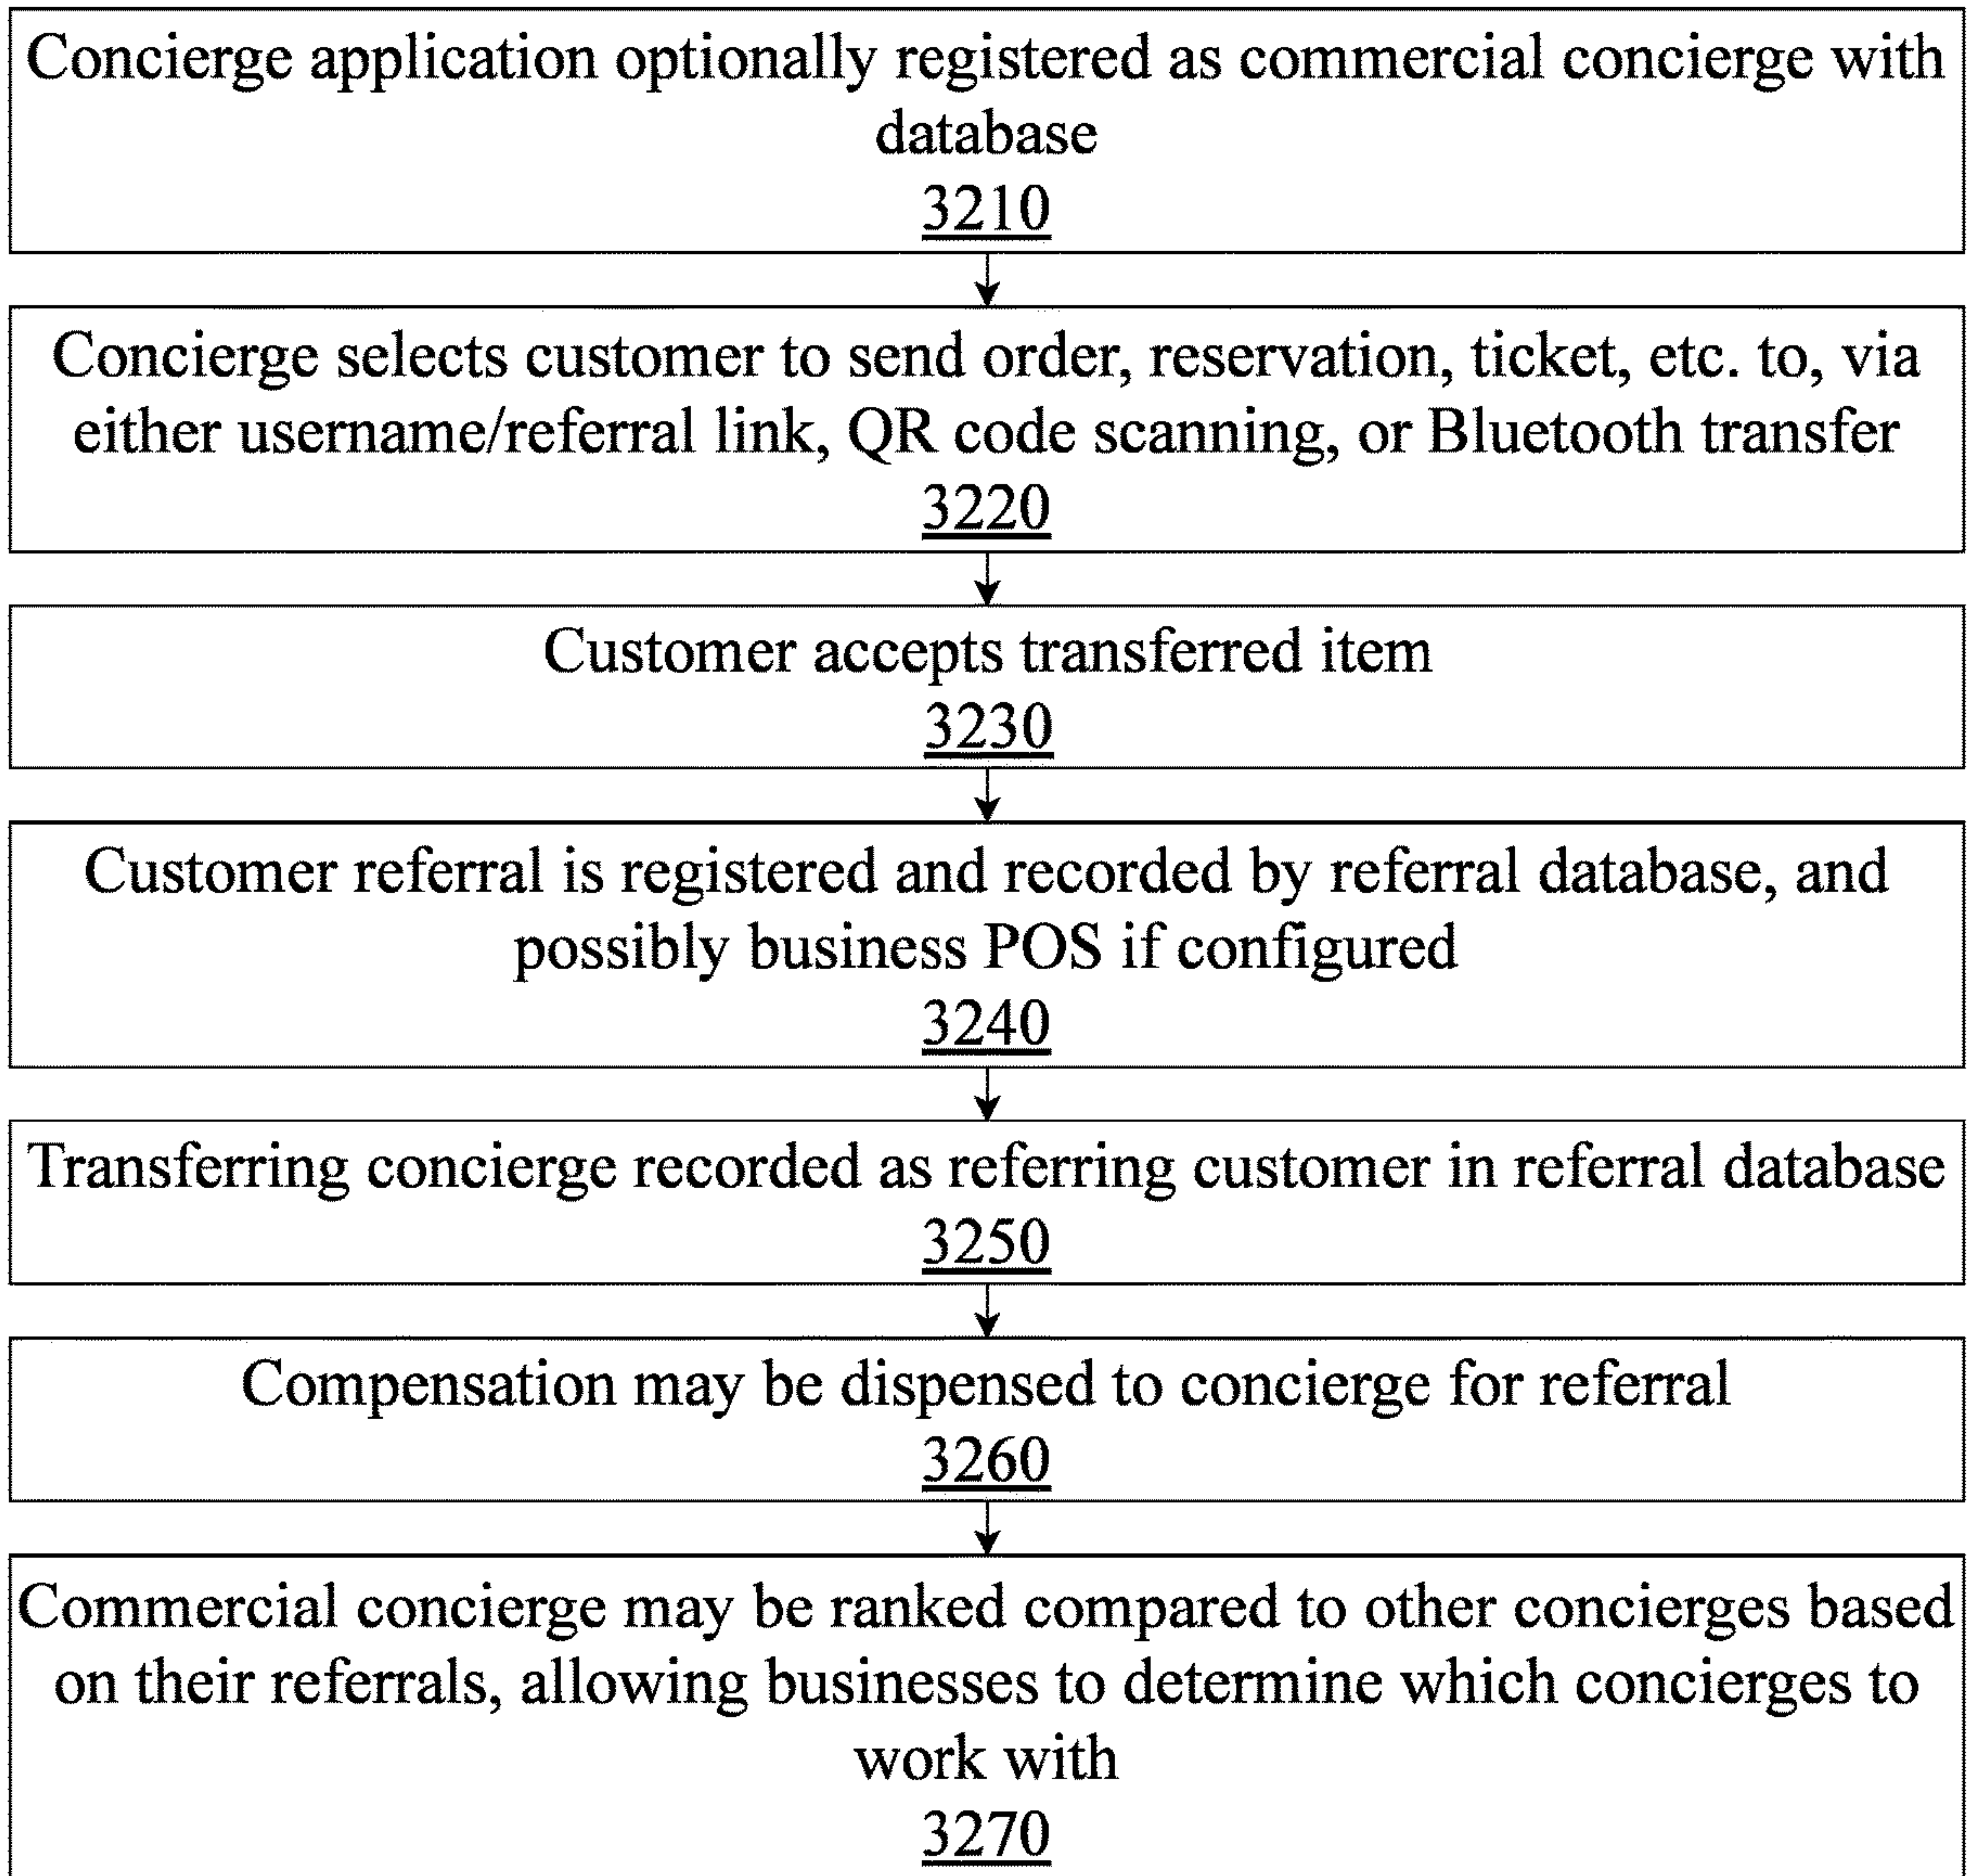 Concierge application optionally registered as commercial concierge with
database
3210
Concierge selects customer to send order, reservation, ticket, etc. to, via
either username/referral link, QR code scanning, or Bluetooth transfer
3220
Customer accepts transferred item
3230
Customer referral is registered and recorded by referral database, and
possibly business POS if configured
3240
Transferring concierge recorded as referring customer in referral database
3250
Compensation may be dispensed to concierge for referral
3260
Commercial concierge may be ranked compared to other concierges based
on their referrals, allowing businesses to determine which concierges to
work with
3270